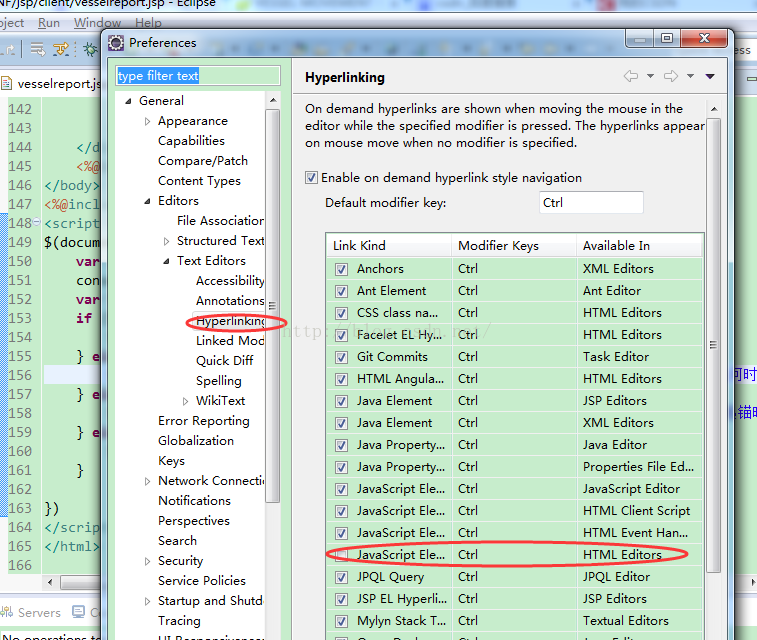 NF/jsp/client/vesselreport.jsp - Eclipse
oject Run Window Help
Preferences
vesselreport.js
type filter text
General
Appearance
Capabilities
Compare/Patch
Content Types
Editors
File Association
Structured Text
Text Editors
Accessibility
Annotations
Hyperlinking
Linked Mod
Quick Diff
Spelling
WikiText
Error Reporting
Globalization
Keys
Network Connecti
Notifications
Perspectives
Search
Security
Service Policies
Startup and Shutd
Tracing
Hyperlinking
On demand hyperlinks are shown when moving the mouse in the
editor while the specified modifier is pressed. The hyperlinks appear
on mouse move when no modifier is specified.
Enable on demand hyperlink style navigation
Default modifier key: Ctrl
Link Kind Modifier Keys Available In
Anchors Ctrl XML Editors
Ant Element Ctrl Ant Editor
CSS class na... Ctrl HTML Editors
Facelet EL Hy... Ctrl HTML Editors
Git Commits Ctrl Task Editor
HTML Angula... Ctrl HTML Editors
Java Element Ctrl JSP Editors
Java Element Ctrl XML Editors
Java Property... Ctrl Java Editor
Java Property... Ctrl Properties File Ed...
JavaScript Ele... Ctrl JavaScript Editor
JavaScript Ele... Ctrl HTML Client Script
JavaScript Ele... Ctrl HTML Event Han...
JavaScript Ele... Ctrl HTML Editors
JPQL Query Ctrl JPQL Editor
JSP EL Hyperli... Ctrl JSP Editors
Mylyn Stack T... Ctrl Textual Editors
142
143
144 </d
145 <%@
146 </body>
147 <%@incl
148 <script
149 $(docum
150 var
151 con
152 var
153 if
154
155 } e
156
157 } e
158
159 } e
160
161 }
162
163 })
164 </scrip
165 </html>
166
ess
何时
锚时
Servers
No operations to